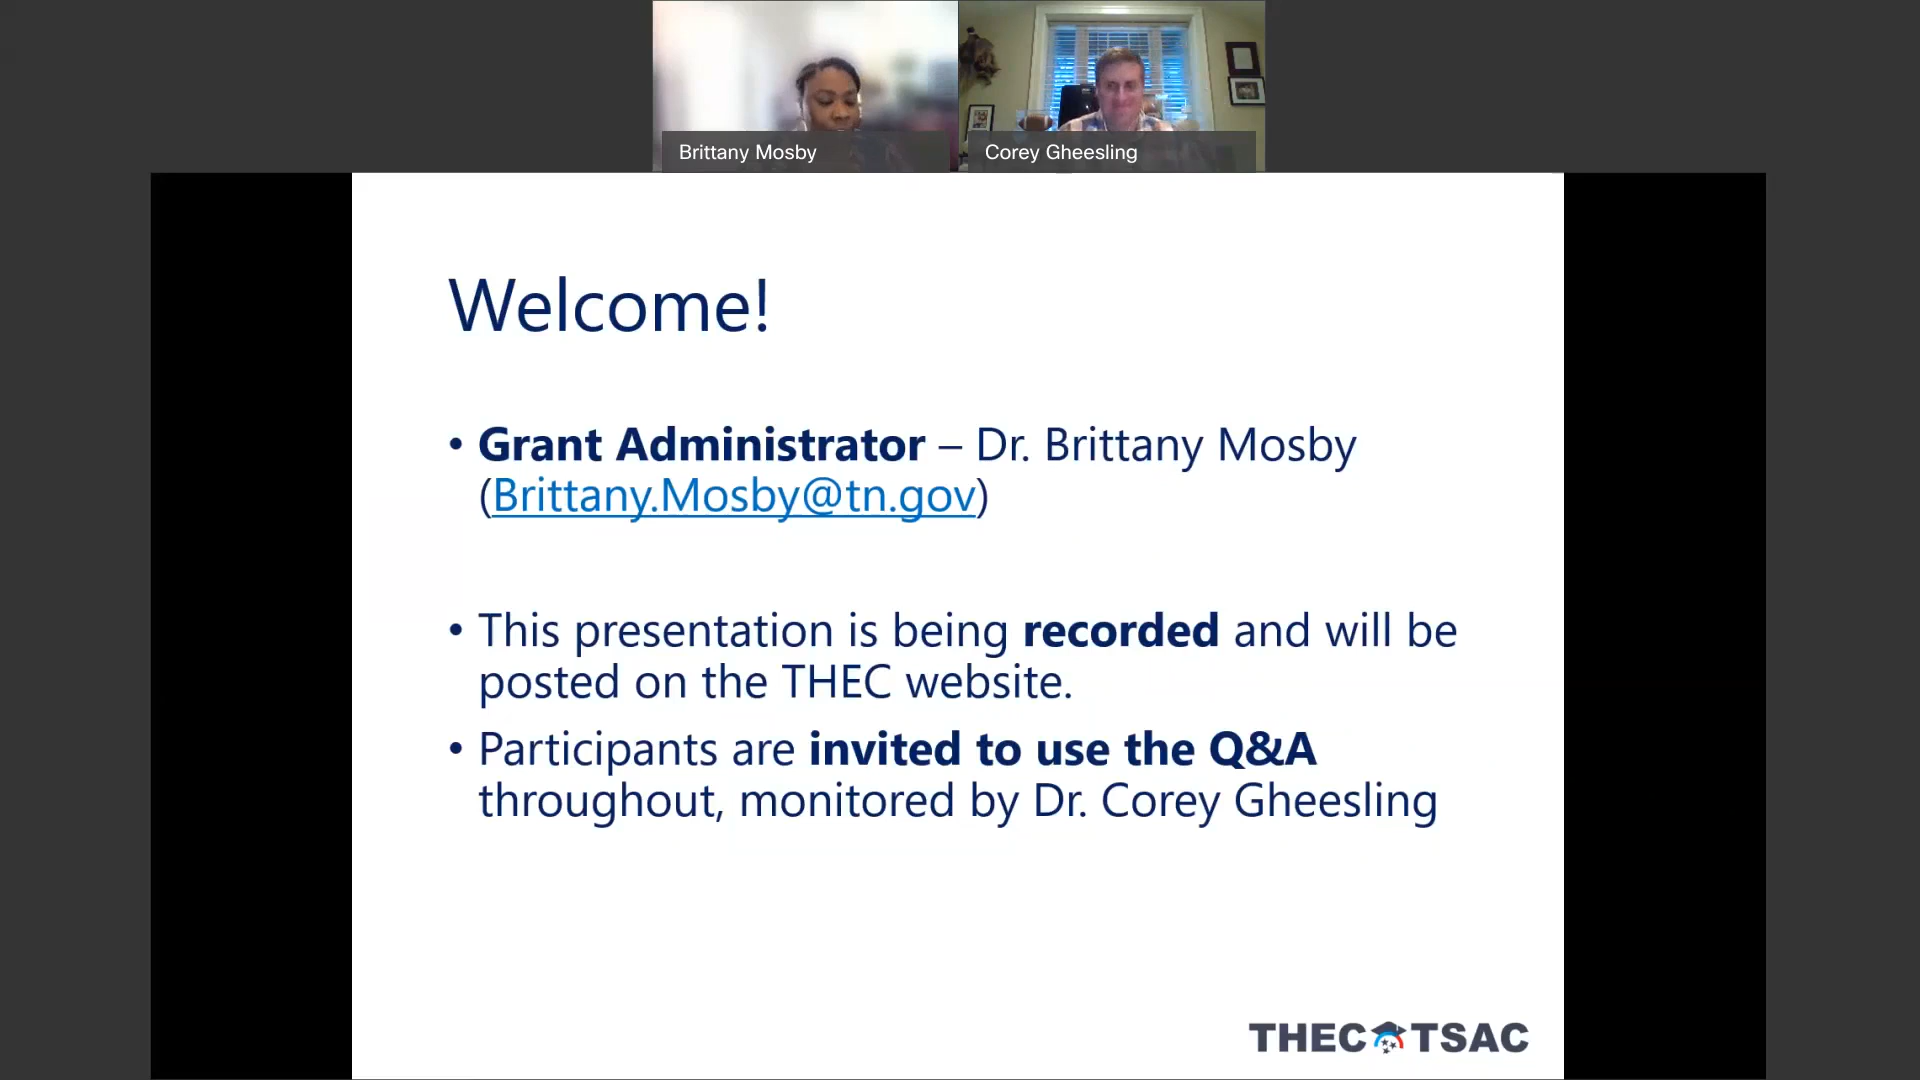 Brittany Mosby
Corey Gheesling
Welcome!
• Grant Administrator – Dr. Brittany Mosby
(Brittany.Mosby@tn.gov)
• This presentation is being recorded and will be
posted on the THEC website.
• Participants are invited to use the Q&A
throughout, monitored by Dr. Corey Gheesling
THEC TSAC